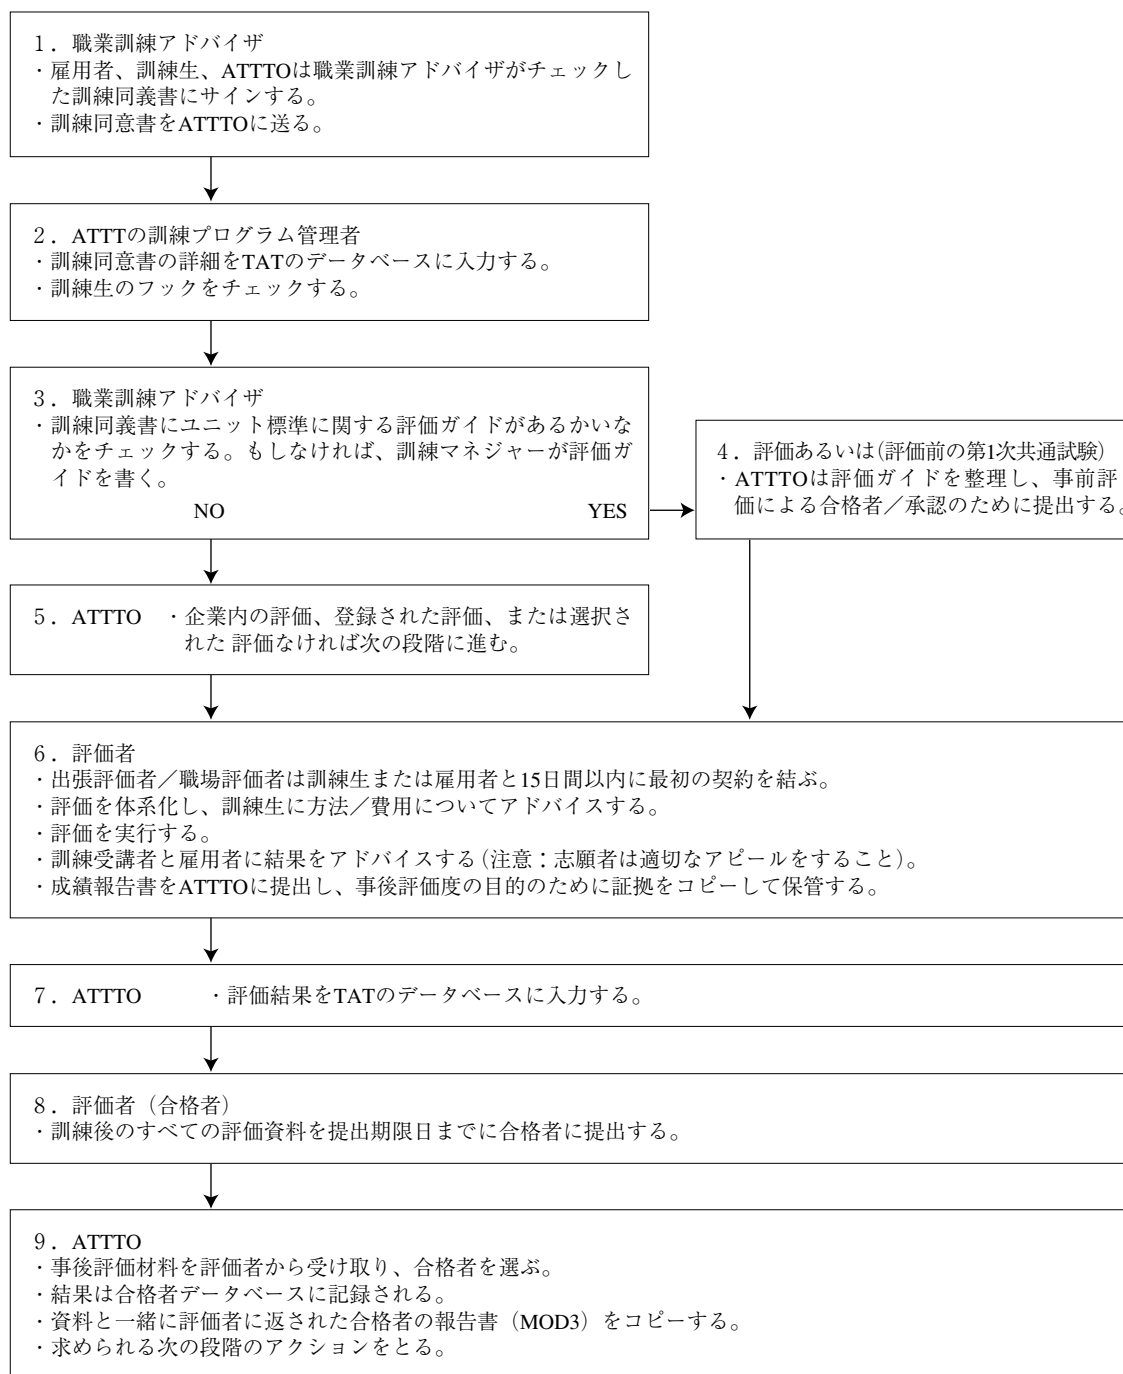 １．職業訓練アドバイザ
・雇用者、訓練生、ATTTOは職業訓練アドバイザがチェックし
た訓練同義書にサインする。
・訓練同意書をATTTOに送る。
２．ATTTの訓練プログラム管理者
・訓練同意書の詳細をTATのデータベースに入力する。
・訓練生のフックをチェックする。
３．職業訓練アドバイザ
・訓練同義書にユニット標準に関する評価ガイドがあるかいな
かをチェックする。もしなければ、訓練マネジャーが評価ガ
イドを書く。
NO YES
４．評価あるいは(評価前の第1次共通試験)
・ATTTOは評価ガイドを整理し、事前評
価による合格者／承認のために提出する。
５．ATTTO ・企業内の評価、登録された評価、または選択さ
れた 評価なければ次の段階に進む。
６．評価者
・出張評価者／職場評価者は訓練生または雇用者と15日間以内に最初の契約を結ぶ。
・評価を体系化し、訓練生に方法／費用についてアドバイスする。
・評価を実行する。
・訓練受講者と雇用者に結果をアドバイスする(注意：志願者は適切なアピールをすること)。
・成績報告書をATTTOに提出し、事後評価度の目的のために証拠をコピーして保管する。
７．ATTTO ・評価結果をTATのデータベースに入力する。
８．評価者（合格者）
・訓練後のすべての評価資料を提出期限日までに合格者に提出する。
９．ATTTO
・事後評価材料を評価者から受け取り、合格者を選ぶ。
・結果は合格者データベースに記録される。
・資料と一緒に評価者に返された合格者の報告書（MOD3）をコピーする。
・求められる次の段階のアクションをとる。